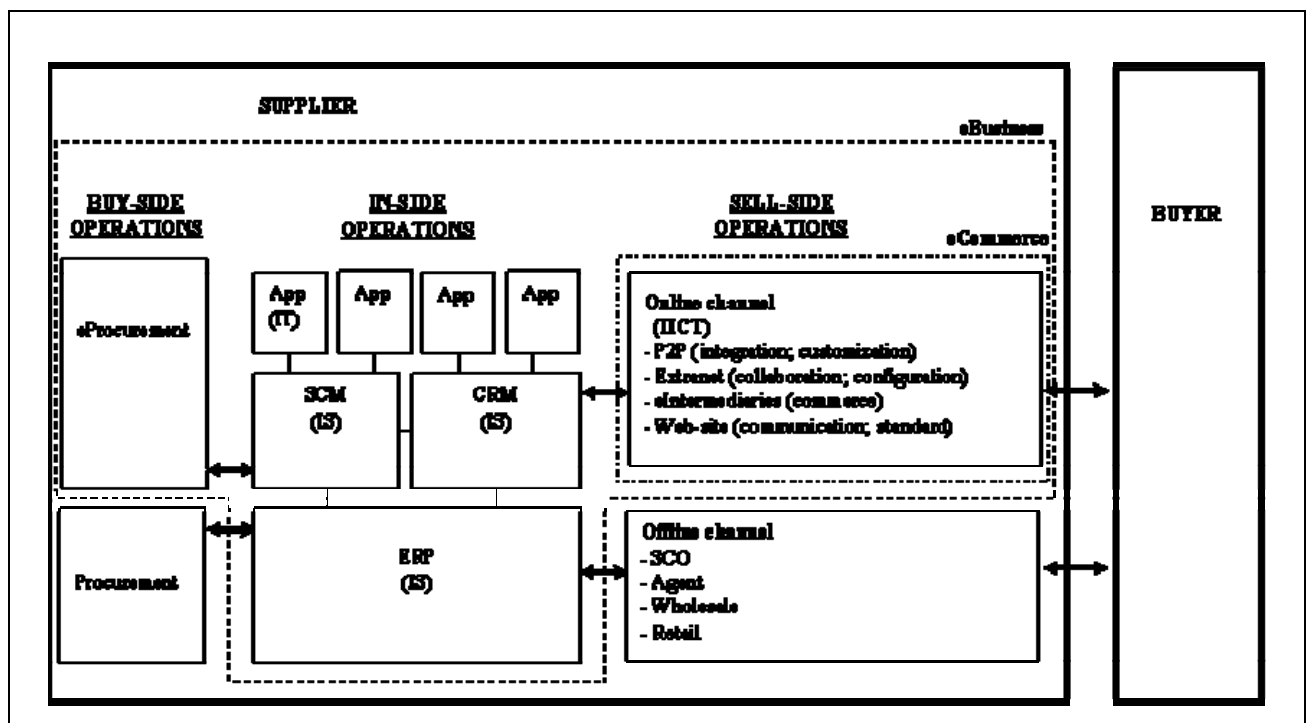 SUPPLIER
eBusiness
BUY-SIDE
OPERATIONS
IN-SIDE
OPERATIONS
SELL-SIDE
OPERATIONS
eCommerce
BUYER
eProcurement
App
(IT)
App
App
App
SCM
(IS)
CRM
(IS)
Online channel
(IICT)
- P2P (integration; customization)
- Extranet (collaboration; configuration)
- eIntermediaries (commerce)
- Web-site (communication; standard)
Procurement
ERP
(IS)
Offline channel
- SCO
- Agent
- Wholesale
- Retail